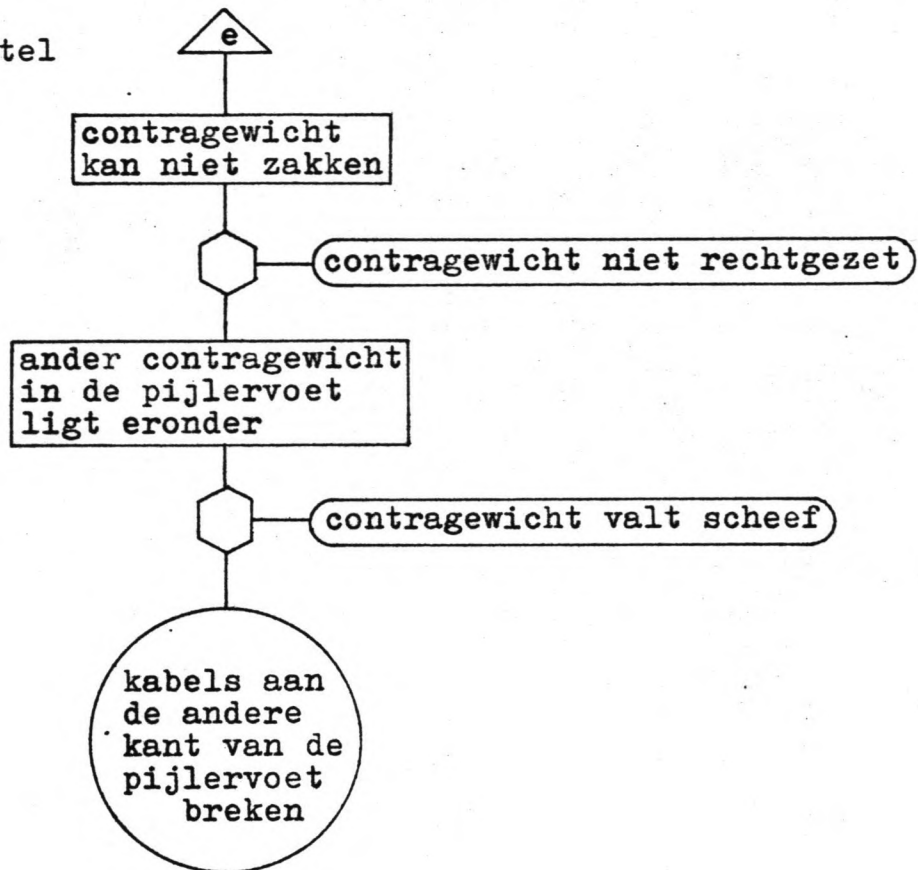 tel
e
contragewicht
kan niet zakken
contragewicht niet rechtgezet
ander contragewicht
in de pijlervoet
ligt eronder
contragewicht valt scheef
kabels aan
de andere
kant van de
pijlervoet
breken